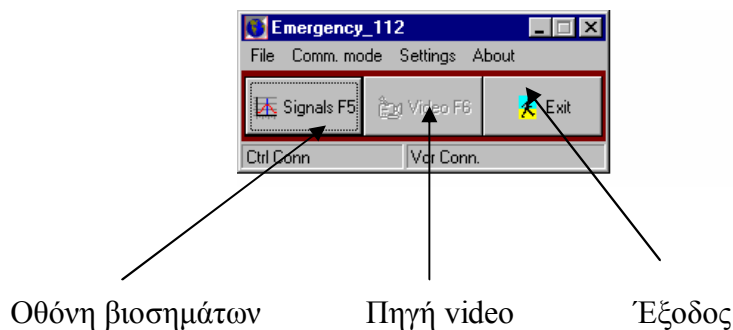 Emergency_112
File Comm. mode Settings About
Signals F5 Video F6 Exit
Ctrl Conn Vdr Conn.
Οθόνη βιοσημάτων Πηγή video Έξοδος